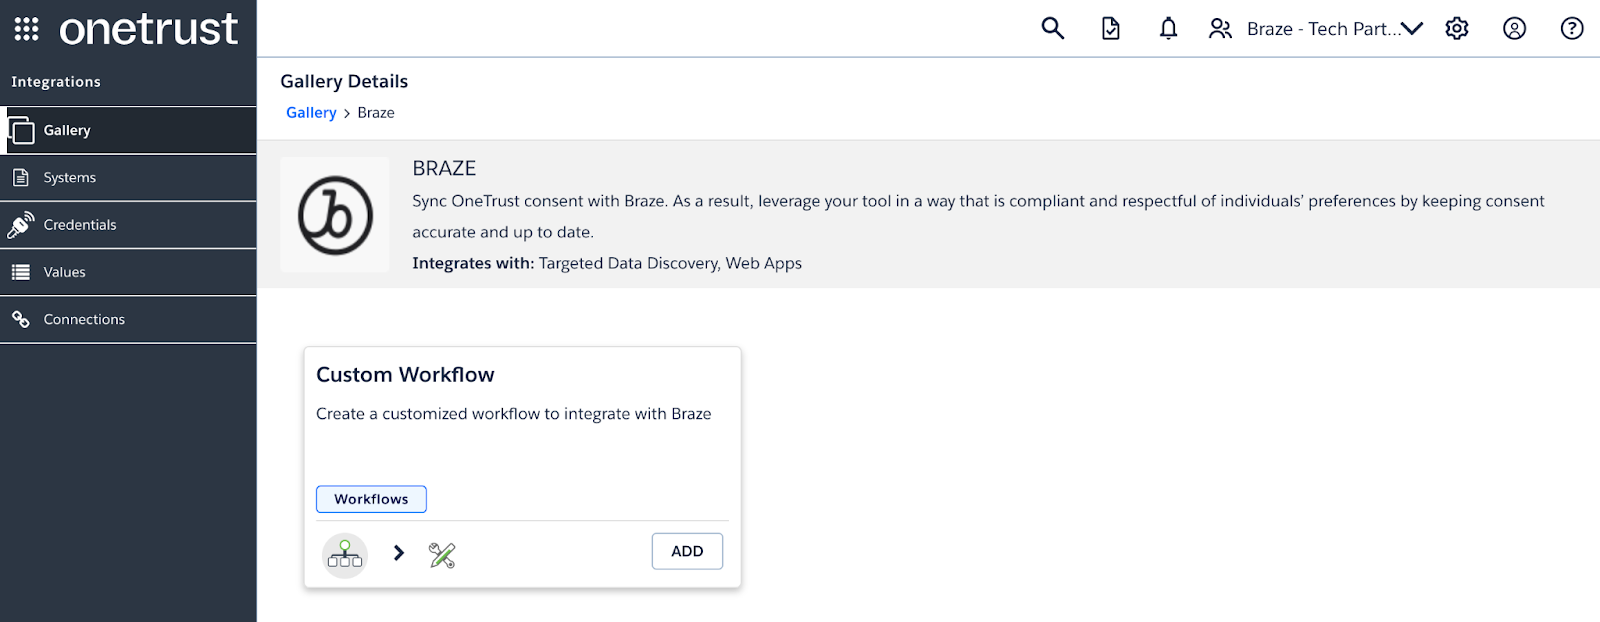 onetrust
Braze - Tech Part...
Integrations
Gallery
Systems
Credentials
Values
Connections
Gallery Details
Gallery > Braze
BRAZE
Sync OneTrust consent with Braze. As a result, leverage your tool in a way that is compliant and respectful of individuals’ preferences by keeping consent
accurate and up to date.
Integrates with: Targeted Data Discovery, Web Apps
Custom Workflow
Create a customized workflow to integrate with Braze
Workflows
ADD